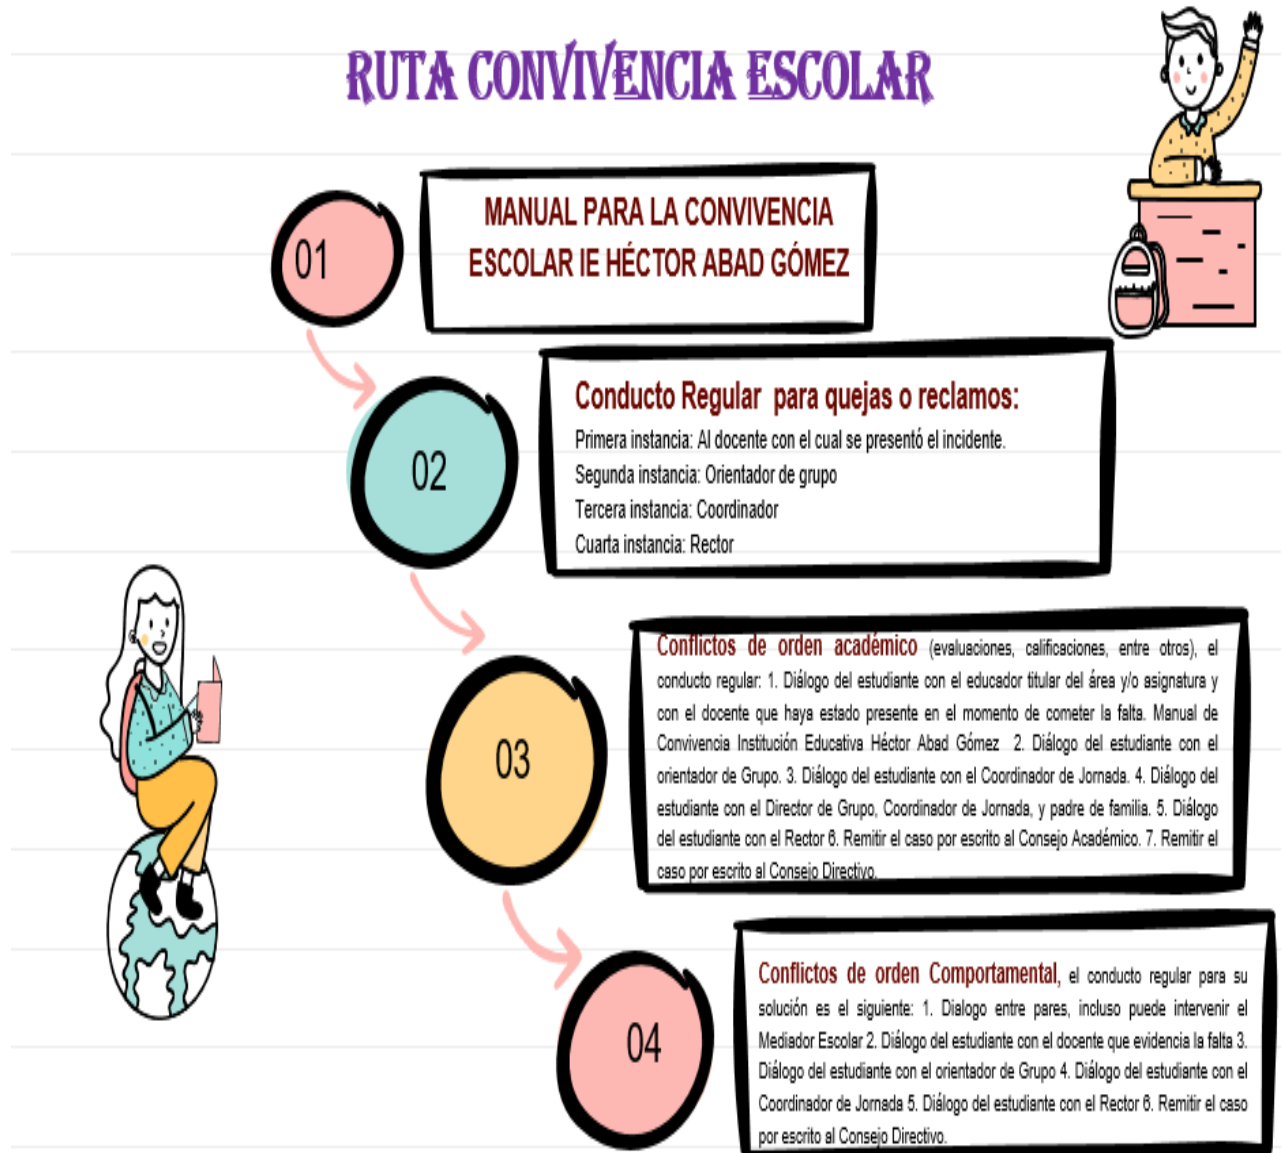 RUTA CONVIVENCIA ESCOLAR
01
MANUAL PARA LA CONVIVENCIA
ESCOLAR IE HÉCTOR ABAD GÓMEZ
02
Conducto Regular para quejas o reclamos:
Primera instancia: Al docente con el cual se presentó el incidente.
Segunda instancia: Orientador de grupo
Tercera instancia: Coordinador
Cuarta instancia: Rector
03
Conflictos de orden académico (evaluaciones, calificaciones, entre otros), el
conducto regular: 1. Diálogo del estudiante con el educador titular del área y/o asignatura y
con el docente que haya estado presente en el momento de cometer la falta. Manual de
Convivencia Institución Educativa Héctor Abad Gómez 2. Diálogo del estudiante con el
orientador de Grupo. 3. Diálogo del estudiante con el Coordinador de Jornada. 4. Diálogo del
estudiante con el Director de Grupo, Coordinador de Jornada, y padre de familia. 5. Diálogo
del estudiante con el Rector 6. Remitir el caso por escrito al Consejo Académico. 7. Remitir el
caso por escrito al Consejo Directivo.
04
Conflictos de orden Comportamental, el conducto regular para su
solución es el siguiente: 1. Dialogo entre pares, incluso puede intervenir el
Mediador Escolar 2. Diálogo del estudiante con el docente que evidencia la falta 3.
Diálogo del estudiante con el orientador de Grupo 4. Diálogo del estudiante con el
Coordinador de Jornada 5. Diálogo del estudiante con el Rector 6. Remitir el caso
por escrito al Consejo Directivo.